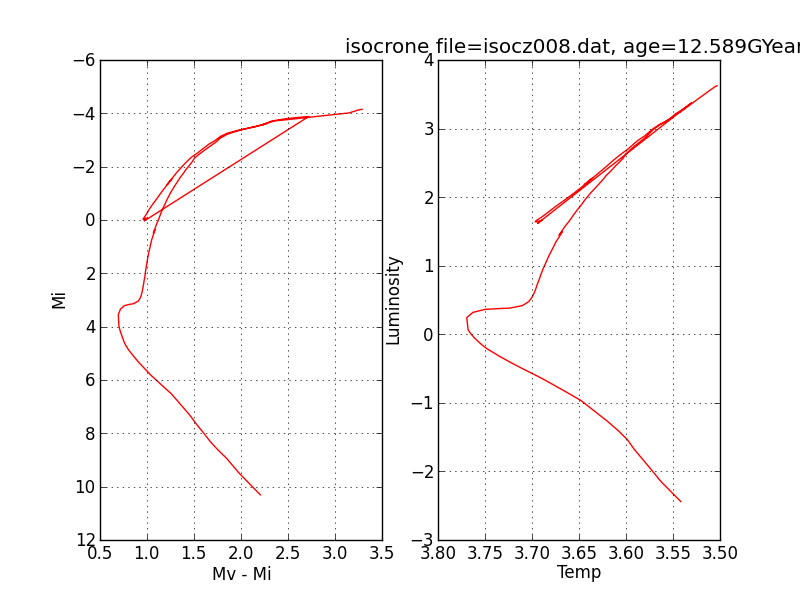 isocrone file=isocz008.dat, age=12.589GYear
−6
−4
−2
0
2
4
6
8
10
12
Mi
0.5 1.0 1.5 2.0 2.5 3.0 3.5
Mv - Mi
4
3
2
1
0
−1
−2
−3
Luminosity
3.80 3.75 3.70 3.65 3.60 3.55 3.50
Temp